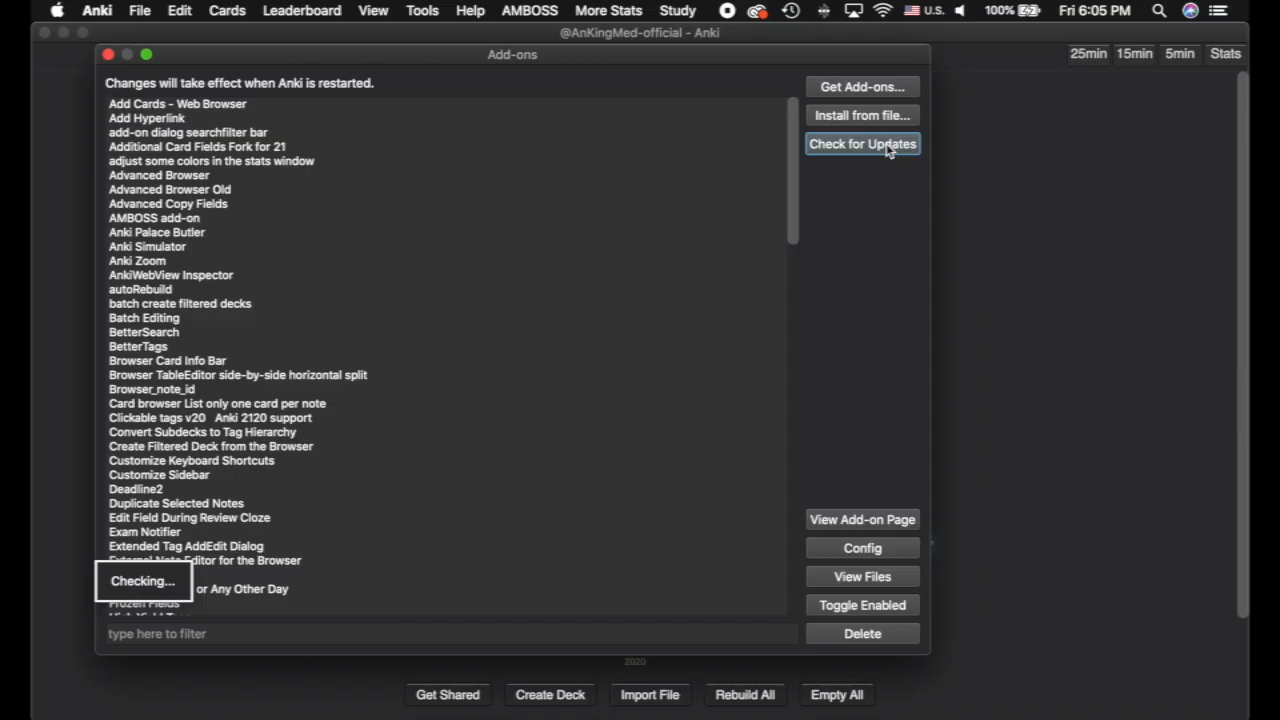 Anki File Edit Cards Leaderboard View Tools Help AMBOSS More Stats Study U.S. 100% Fri 6:05 PM
@AnKingMed-official - Anki
Add-ons
25min 15min 5min Stats
Changes will take effect when Anki is restarted.
Get Add-ons...
Install from file...
Check for Updates
Add Cards - Web Browser
Add Hyperlink
add-on dialog searchfilter bar
Additional Card Fields Fork for 21
adjust some colors in the stats window
Advanced Browser
Advanced Browser Old
Advanced Copy Fields
AMBOSS add-on
Anki Palace Butler
Anki Simulator
Anki Zoom
AnkiWebView Inspector
autoRebuild
batch create filtered decks
Batch Editing
BetterSearch
BetterTags
Browser Card Info Bar
Browser TableEditor side-by-side horizontal split
Browser_note_id
Card browser List only one card per note
Clickable tags v20 Anki 2120 support
Convert Subdecks to Tag Hierarchy
Create Filtered Deck from the Browser
Customize Keyboard Shortcuts
Customize Sidebar
Deadline2
Duplicate Selected Notes
Edit Field During Review Cloze
Exam Notifier
Extended Tag AddEdit Dialog
External Note Editor for the Browser
Checking...
or Any Other Day
Frozen Fields
type here to filter
View Add-on Page
Config
View Files
Toggle Enabled
Delete
2020
Get Shared Create Deck Import File Rebuild All Empty All